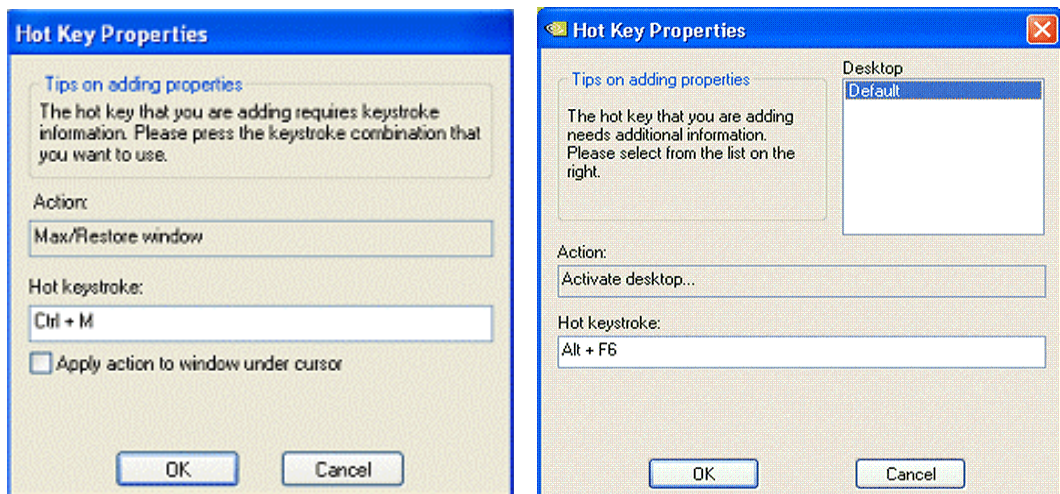 Hot Key Properties
Tips on adding properties
The hot key that you are adding requires keystroke
information. Please press the keystroke combination that
you want to use.
Action:
Max/Restore window
Hot keystroke:
Ctrl + M
Apply action to window under cursor
OK
Cancel
Hot Key Properties
Tips on adding properties
The hot key that you are adding
needs additional information.
Please select from the list on the
right.
Desktop
Default
Action:
Activate desktop...
Hot keystroke:
Alt + F6
OK
Cancel